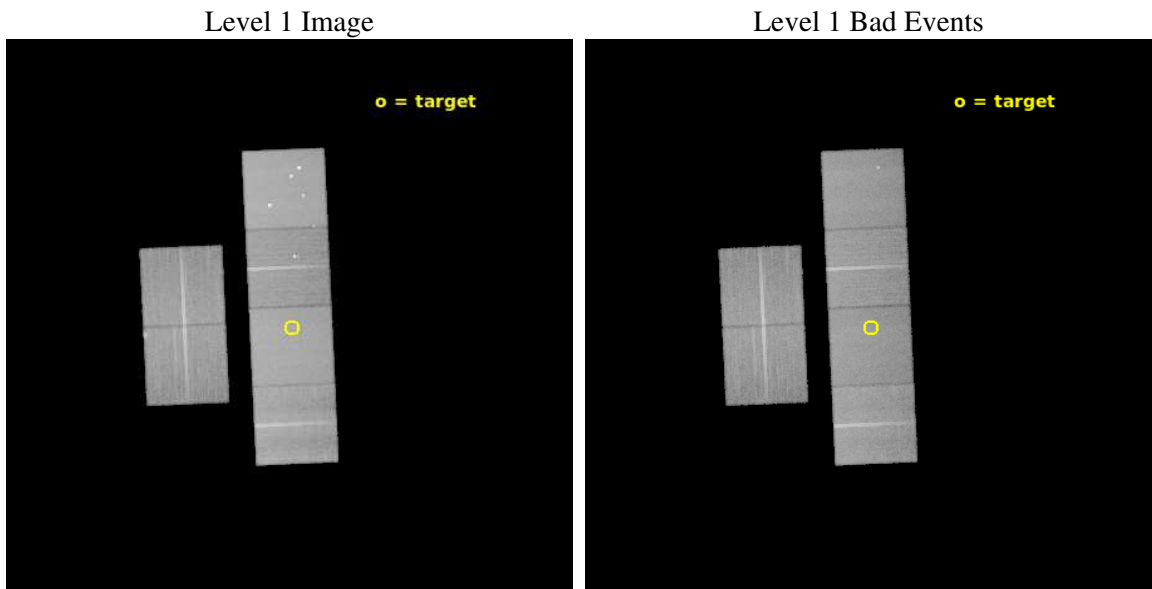 Level 1 Image
Level 1 Bad Events
o = target
o = target